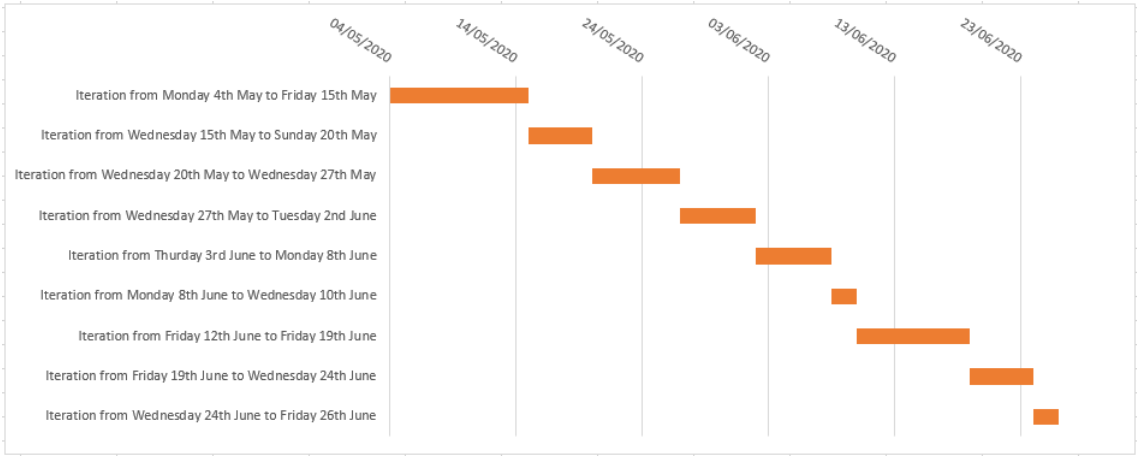 04/05/2020
14/05/2020
24/05/2020
03/06/2020
13/06/2020
23/06/2020
Iteration from Monday 4th May to Friday 15th May
Iteration from Wednesday 15th May to Sunday 20th May
Iteration from Wednesday 20th May to Wednesday 27th May
Iteration from Wednesday 27th May to Tuesday 2nd June
Iteration from Thurday 3rd June to Monday 8th June
Iteration from Monday 8th June to Wednesday 10th June
Iteration from Friday 12th June to Friday 19th June
Iteration from Friday 19th June to Wednesday 24th June
Iteration from Wednesday 24th June to Friday 26th June